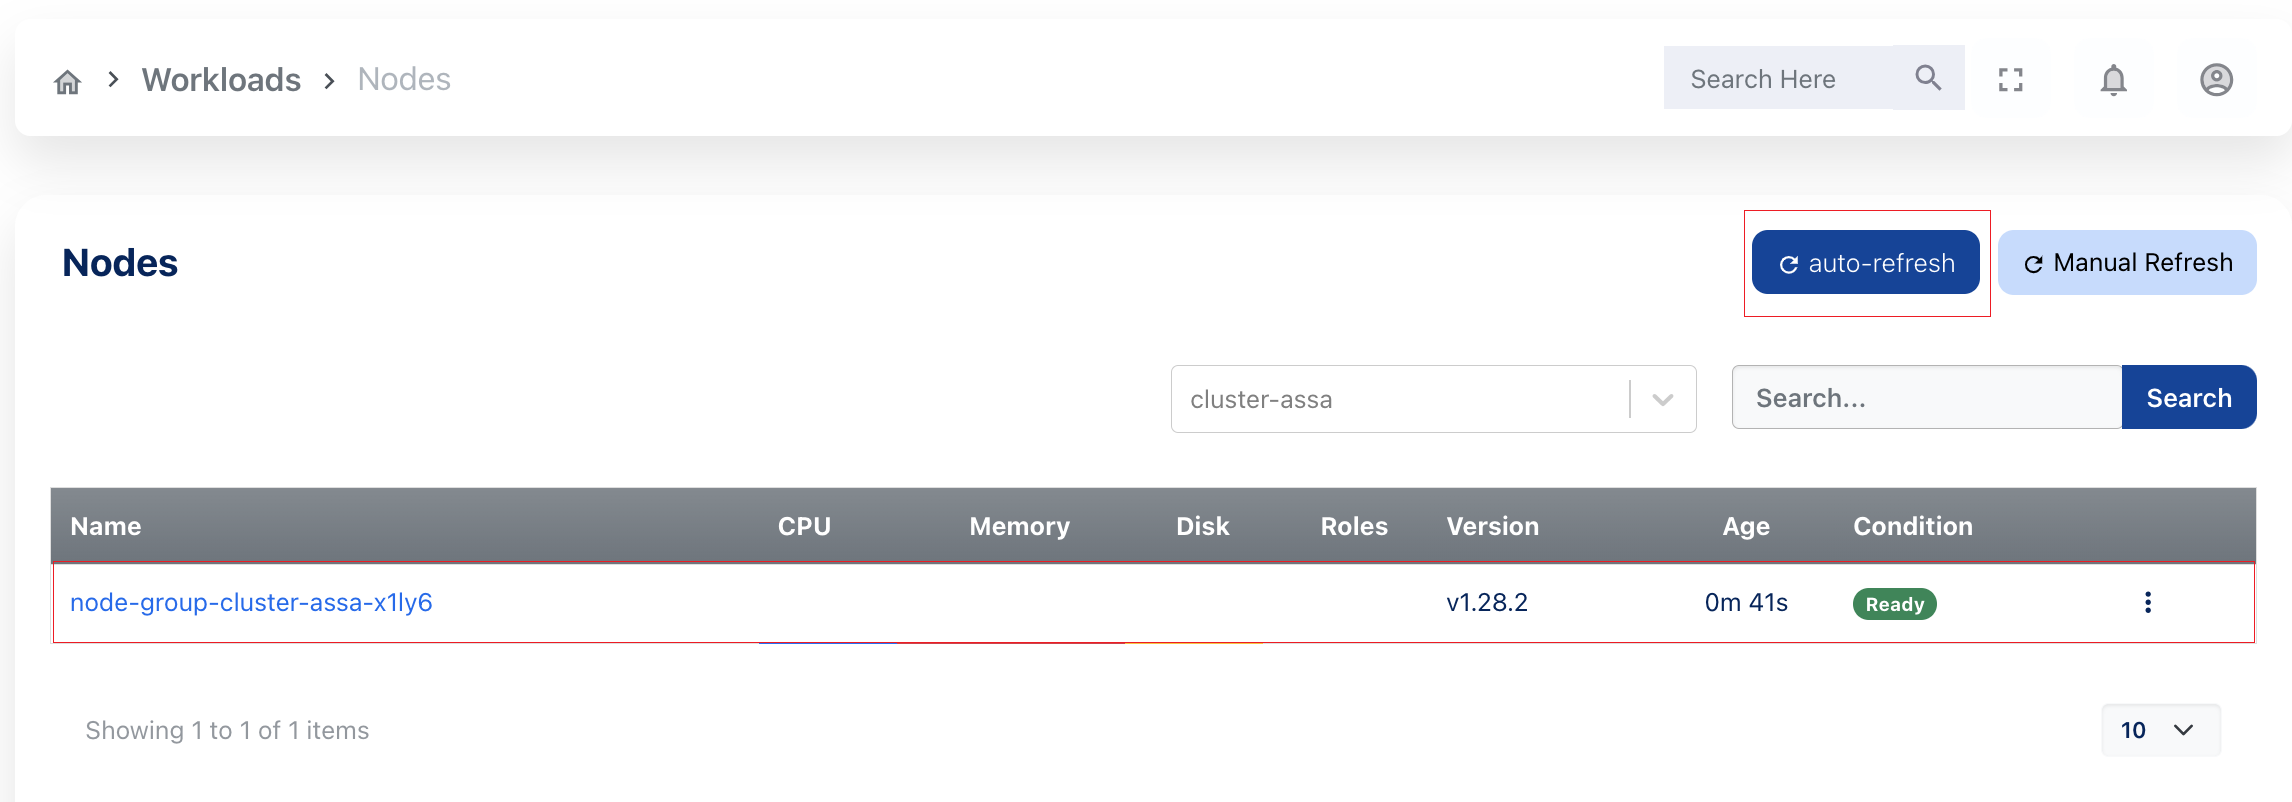 Workloads Nodes Search Here
Nodes auto-refresh Manual Refresh
cluster-assa Search... Search
Name CPU Memory Disk Roles Version Age Condition
node-group-cluster-assa-x1ly6 v1.28.2 0m 41s Ready
Showing 1 to 1 of 1 items 10